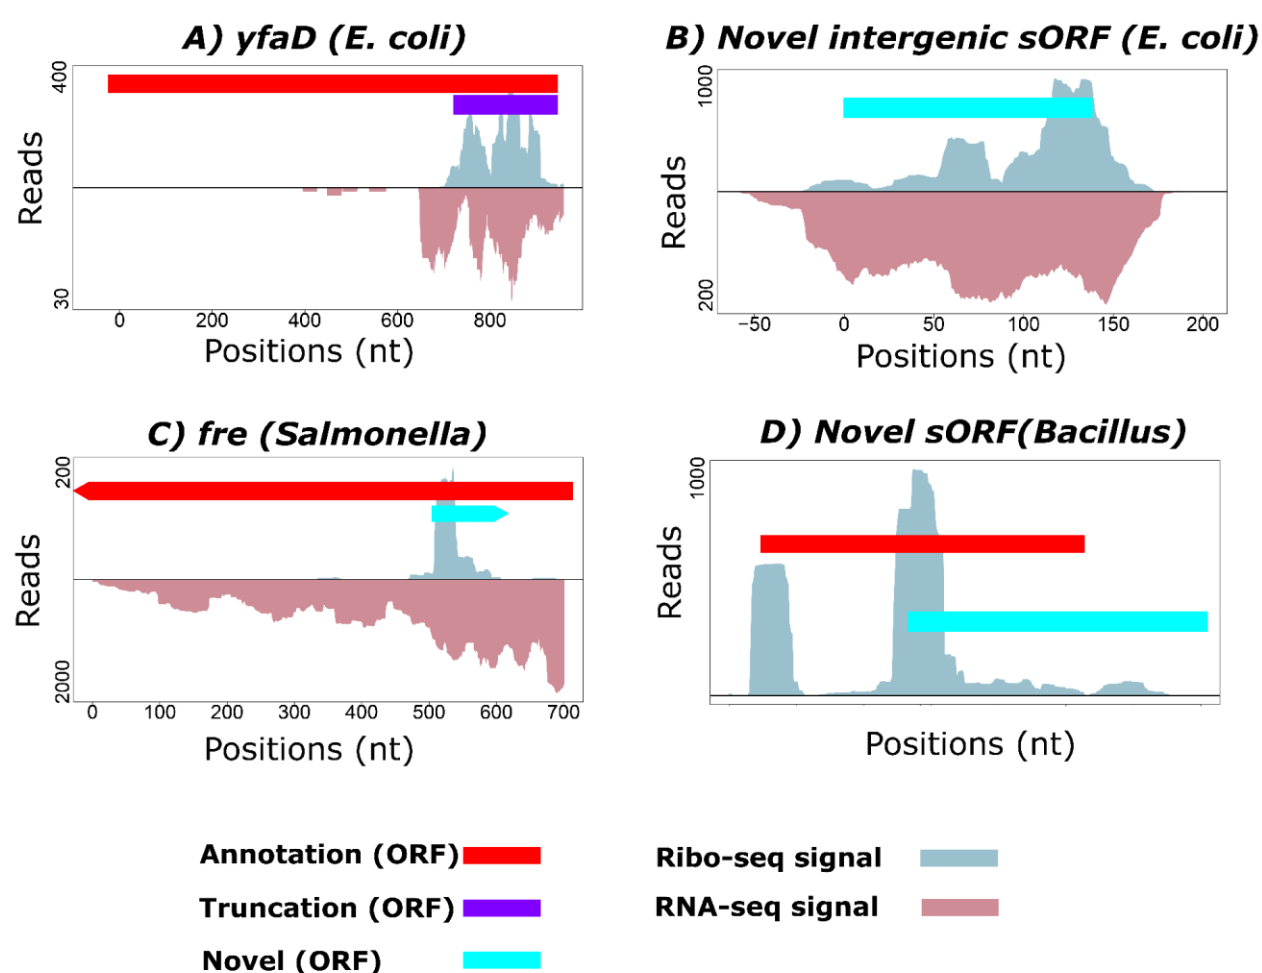 A) yfaD (E. coli)
400
Reads
30
0 200 400 600 800
Positions (nt)
B) Novel intergenic sORF (E. coli)
1000
Reads
200
−50 0 50 100 150 200
Positions (nt)
C) fre (Salmonella)
200
Reads
2000
0 100 200 300 400 500 600 700
Positions (nt)
D) Novel sORF(Bacillus)
1000
Reads
Positions (nt)
Annotation (ORF)
Truncation (ORF)
Novel (ORF)
Ribo-seq signal
RNA-seq signal